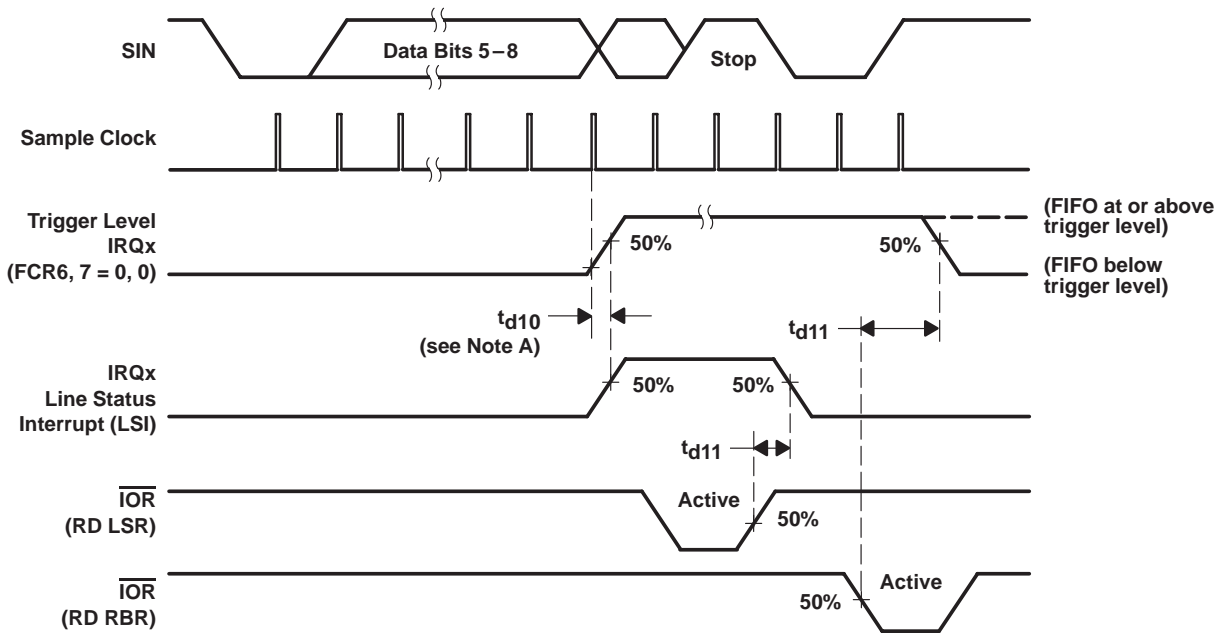 SIN
Data Bits 5–8
Stop
Sample Clock
Trigger Level
IRQx
(FCR6, 7 = 0, 0)
50%
50%
(FIFO at or above
trigger level)
(FIFO below
trigger level)
td10
(see Note A)
td11
IRQx
Line Status
Interrupt (LSI)
50%
50%
td11
IOR
(RD LSR)
Active
50%
IOR
(RD RBR)
50%
Active